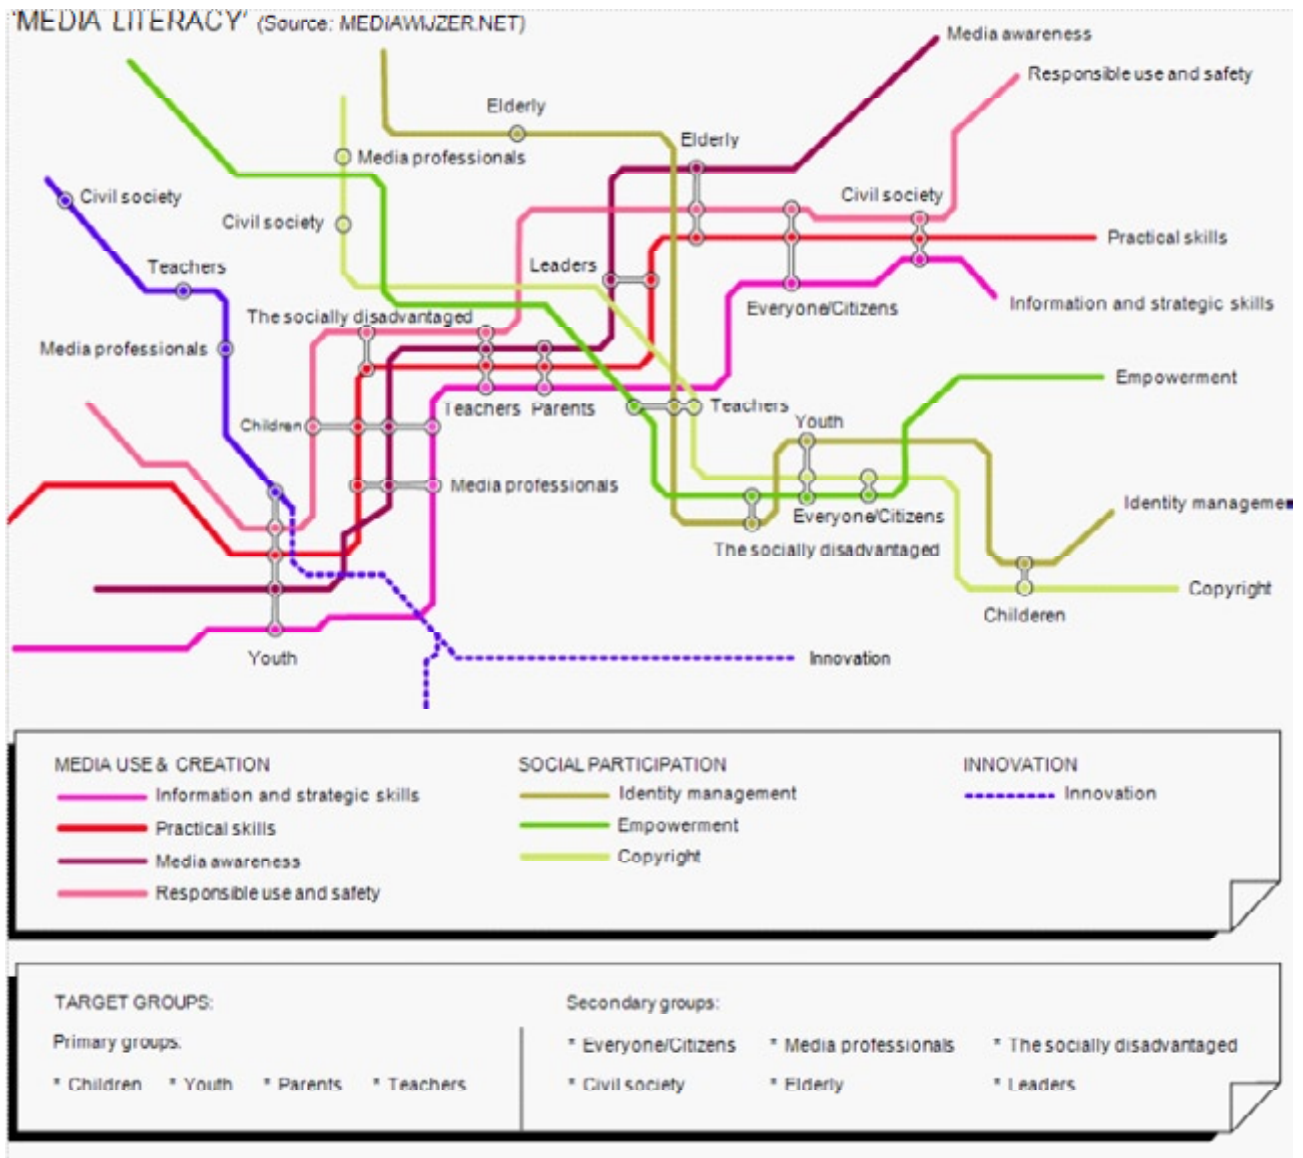 'MEDIA LITERACY' (Source: MEDIAWIJZER.NET)
Media awareness
Responsible use and safety
Elderly
Elderly
Media professionals
Civil society
Civil society
Civil society
Practical skills
Teachers
Leaders
Everyone/Citizens
Information and strategic skills
The socially disadvantaged
Media professionals
Empowerment
Teachers
Parents
Teachers
Children
Youth
Media professionals
Everyone/Citizens
Identity manageme
The socially disadvantaged
Copyright
Childeren
Youth
Innovation
MEDIA USE & CREATION
Information and strategic skills
Practical skills
Media awareness
Responsible use and safety
SOCIAL PARTICIPATION
Identity management
Empowerment
Copyright
INNOVATION
Innovation
TARGET GROUPS:
Primary groups:
* Children * Youth * Parents * Teachers
Secondary groups:
* Everyone/Citizens * Media professionals * The socially disadvantaged
* Civil society * Elderly * Leaders